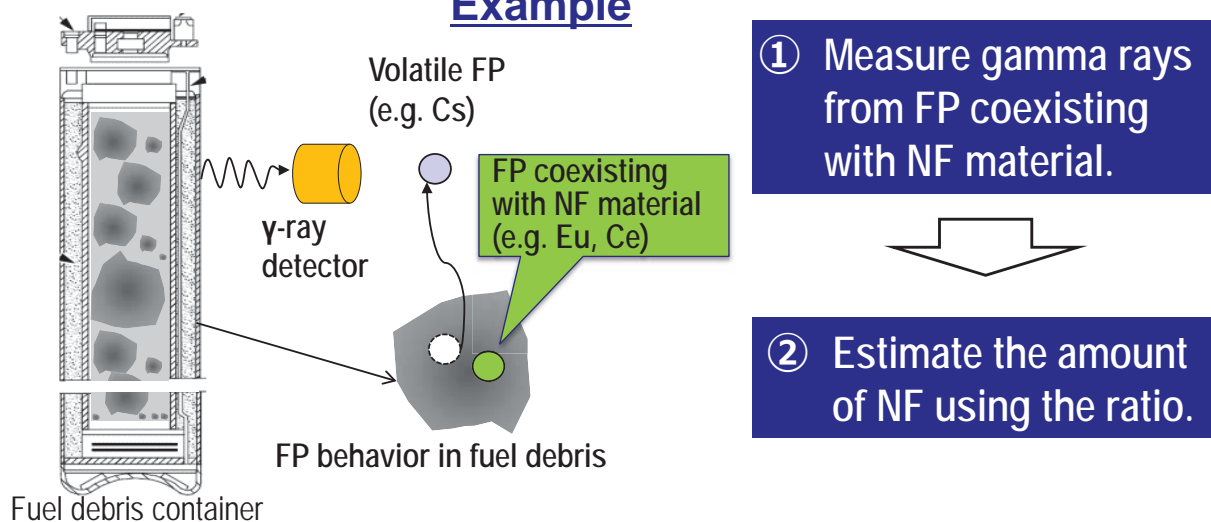 Example
Volatile FP
(e.g. Cs)
γ-ray
detector
FP coexisting
with NF material
(e.g. Eu, Ce)
FP behavior in fuel debris
Fuel debris container
① Measure gamma rays
from FP coexisting
with NF material.
② Estimate the amount
of NF using the ratio.